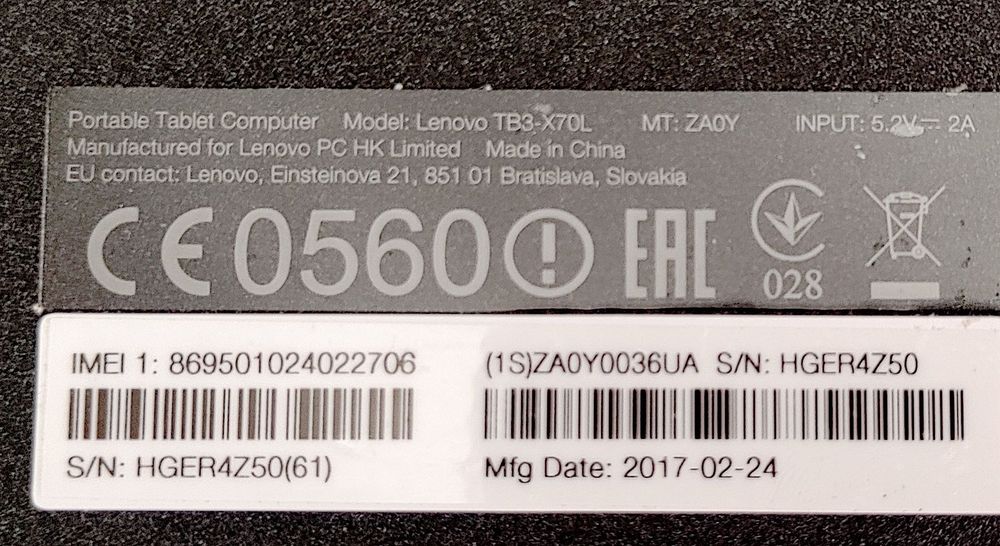 Portable Tablet Computer Model: Lenovo TB3-X70L MT: ZA0Y INPUT: 5.2V⎓ 2A
Manufactured for Lenovo PC HK Limited Made in China
EU contact: Lenovo, Einsteinova 21, 851 01 Bratislava, Slovakia
CE0560 ! EAC
028
IMEI 1: 869501024022706 (1S)ZA0Y0036UA S/N: HGER4Z50
S/N: HGER4Z50(61) Mfg Date: 2017-02-24